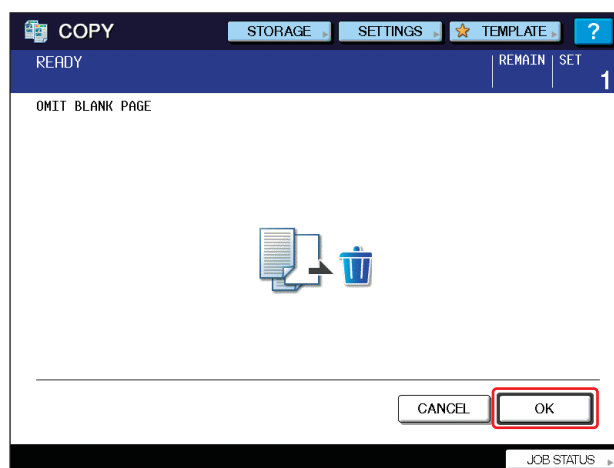 COPY STORAGE SETTINGS TEMPLATE ?
READY REMAIN SET
1
OMIT BLANK PAGE
CANCEL OK
JOB STATUS